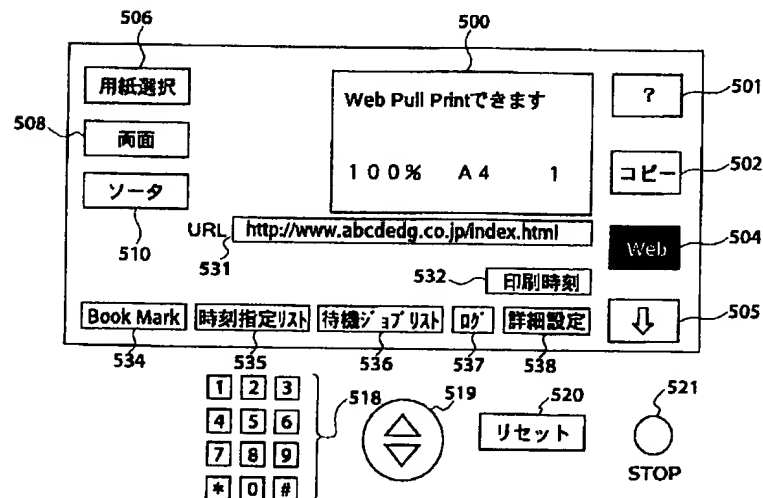 506
500
用紙選択
Web Pull Printできます
?
501
508
両面
100% A4 1
コピー
502
ソータ
510
URL http://www.abcdedg.co.jp/index.html
531
Web
504
532
印刷時刻
Book Mark 時刻指定リスト 待機ジョブリスト ログ 詳細設定
⇩
505
534 535 536 537 538
1 2 3
518
519
520
521
4 5 6
リセット
7 8 9
* 0 #
STOP